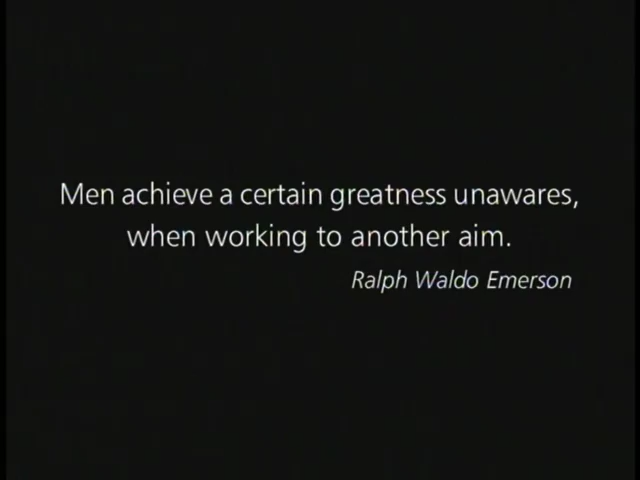 Men achieve a certain greatness unawares,
when working to another aim.
Ralph Waldo Emerson